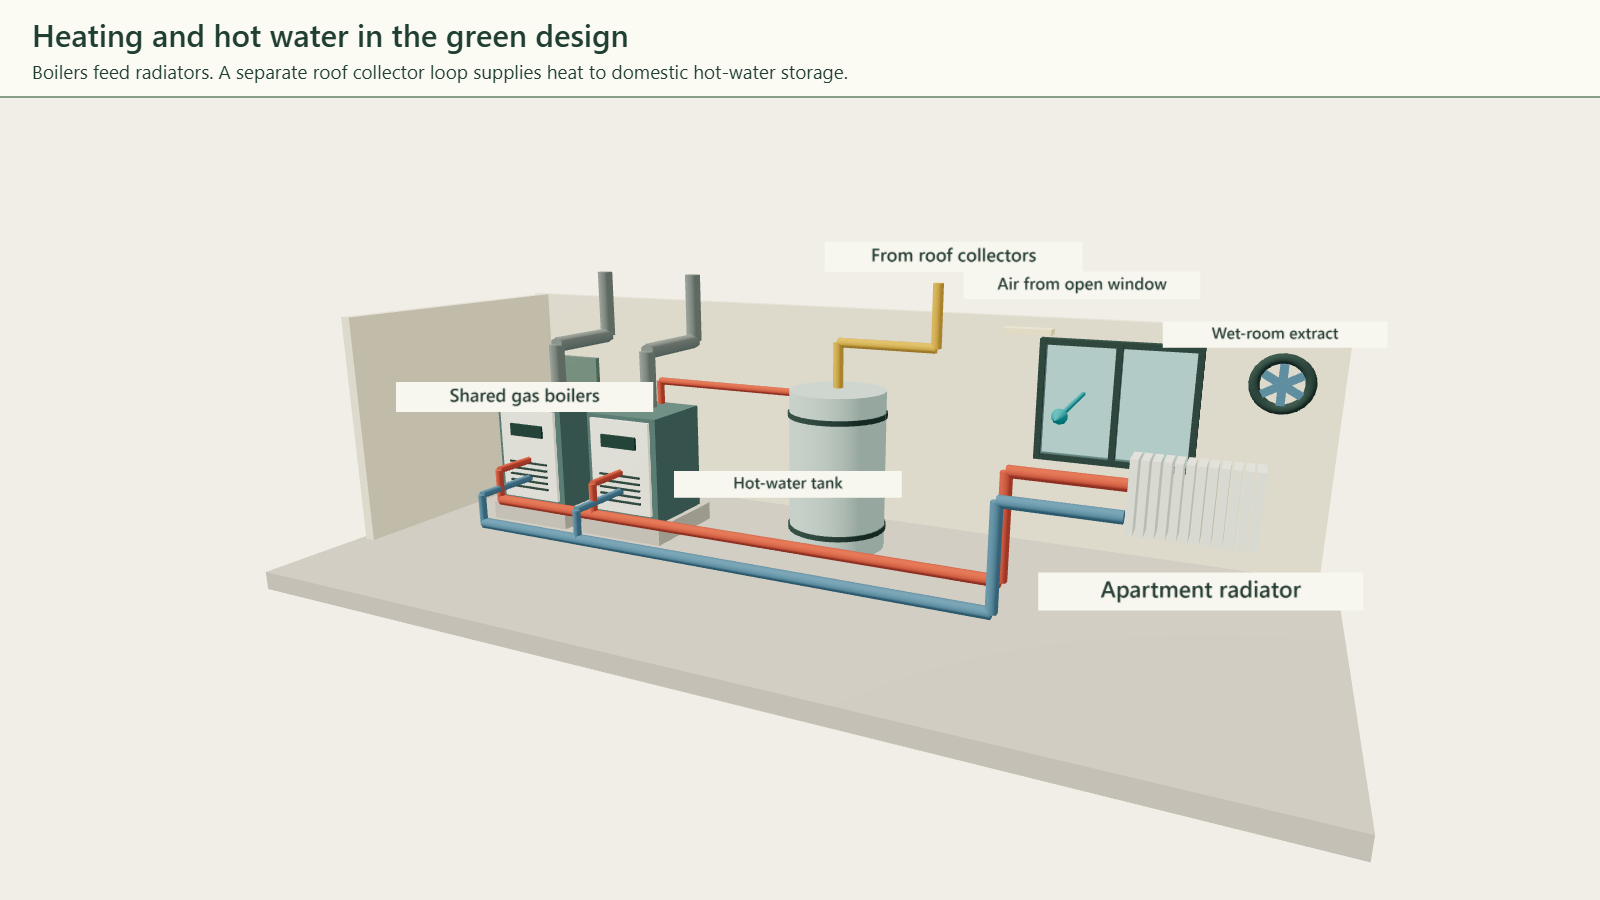 Heating and hot water in the green design
Boilers feed radiators. A separate roof collector loop supplies heat to domestic hot-water storage.
From roof collectors
Air from open window
Wet-room extract
Shared gas boilers
Hot-water tank
Apartment radiator